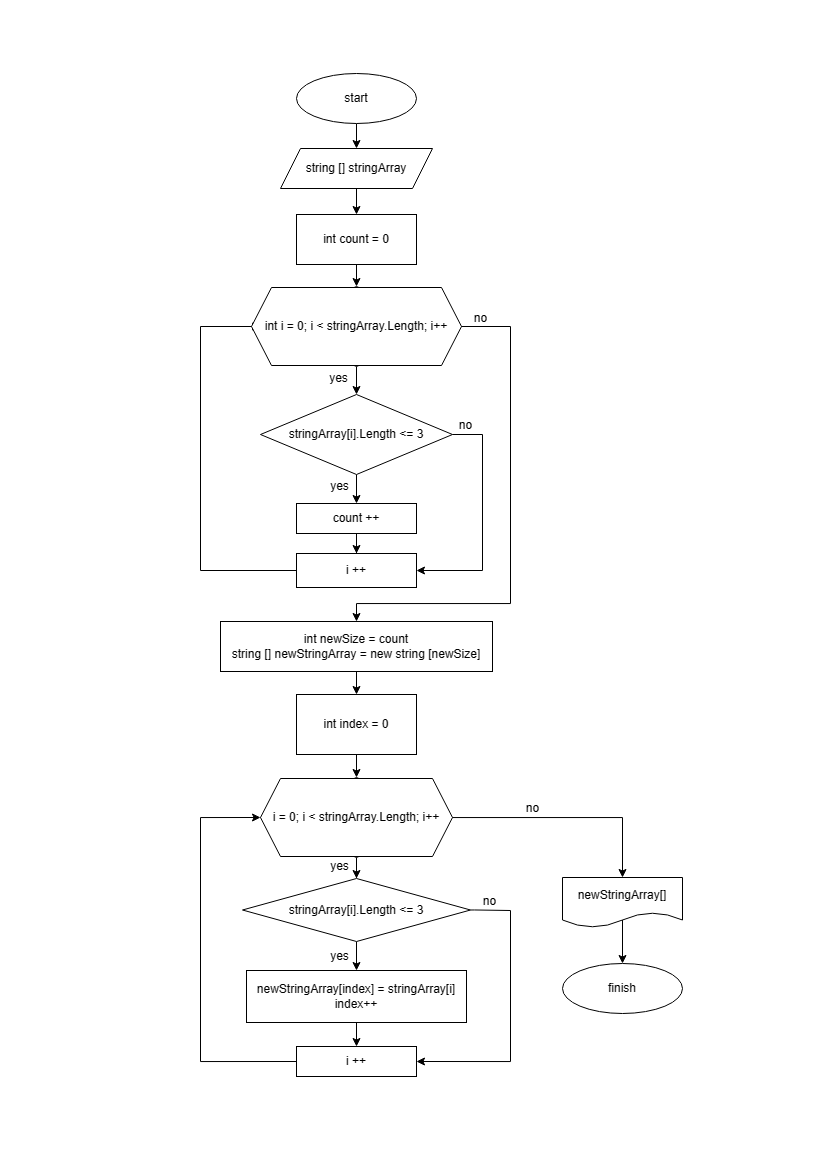 start
string [] stringArray
int count = 0
int i = 0; i < stringArray.Length; i++
no
yes
stringArray[i].Length <= 3
no
yes
count ++
i ++
int newSize = count
string [] newStringArray = new string [newSize]
int index = 0
i = 0; i < stringArray.Length; i++
no
yes
newStringArray[]
stringArray[i].Length <= 3
no
yes
newStringArray[index] = stringArray[i]
index++
finish
i ++